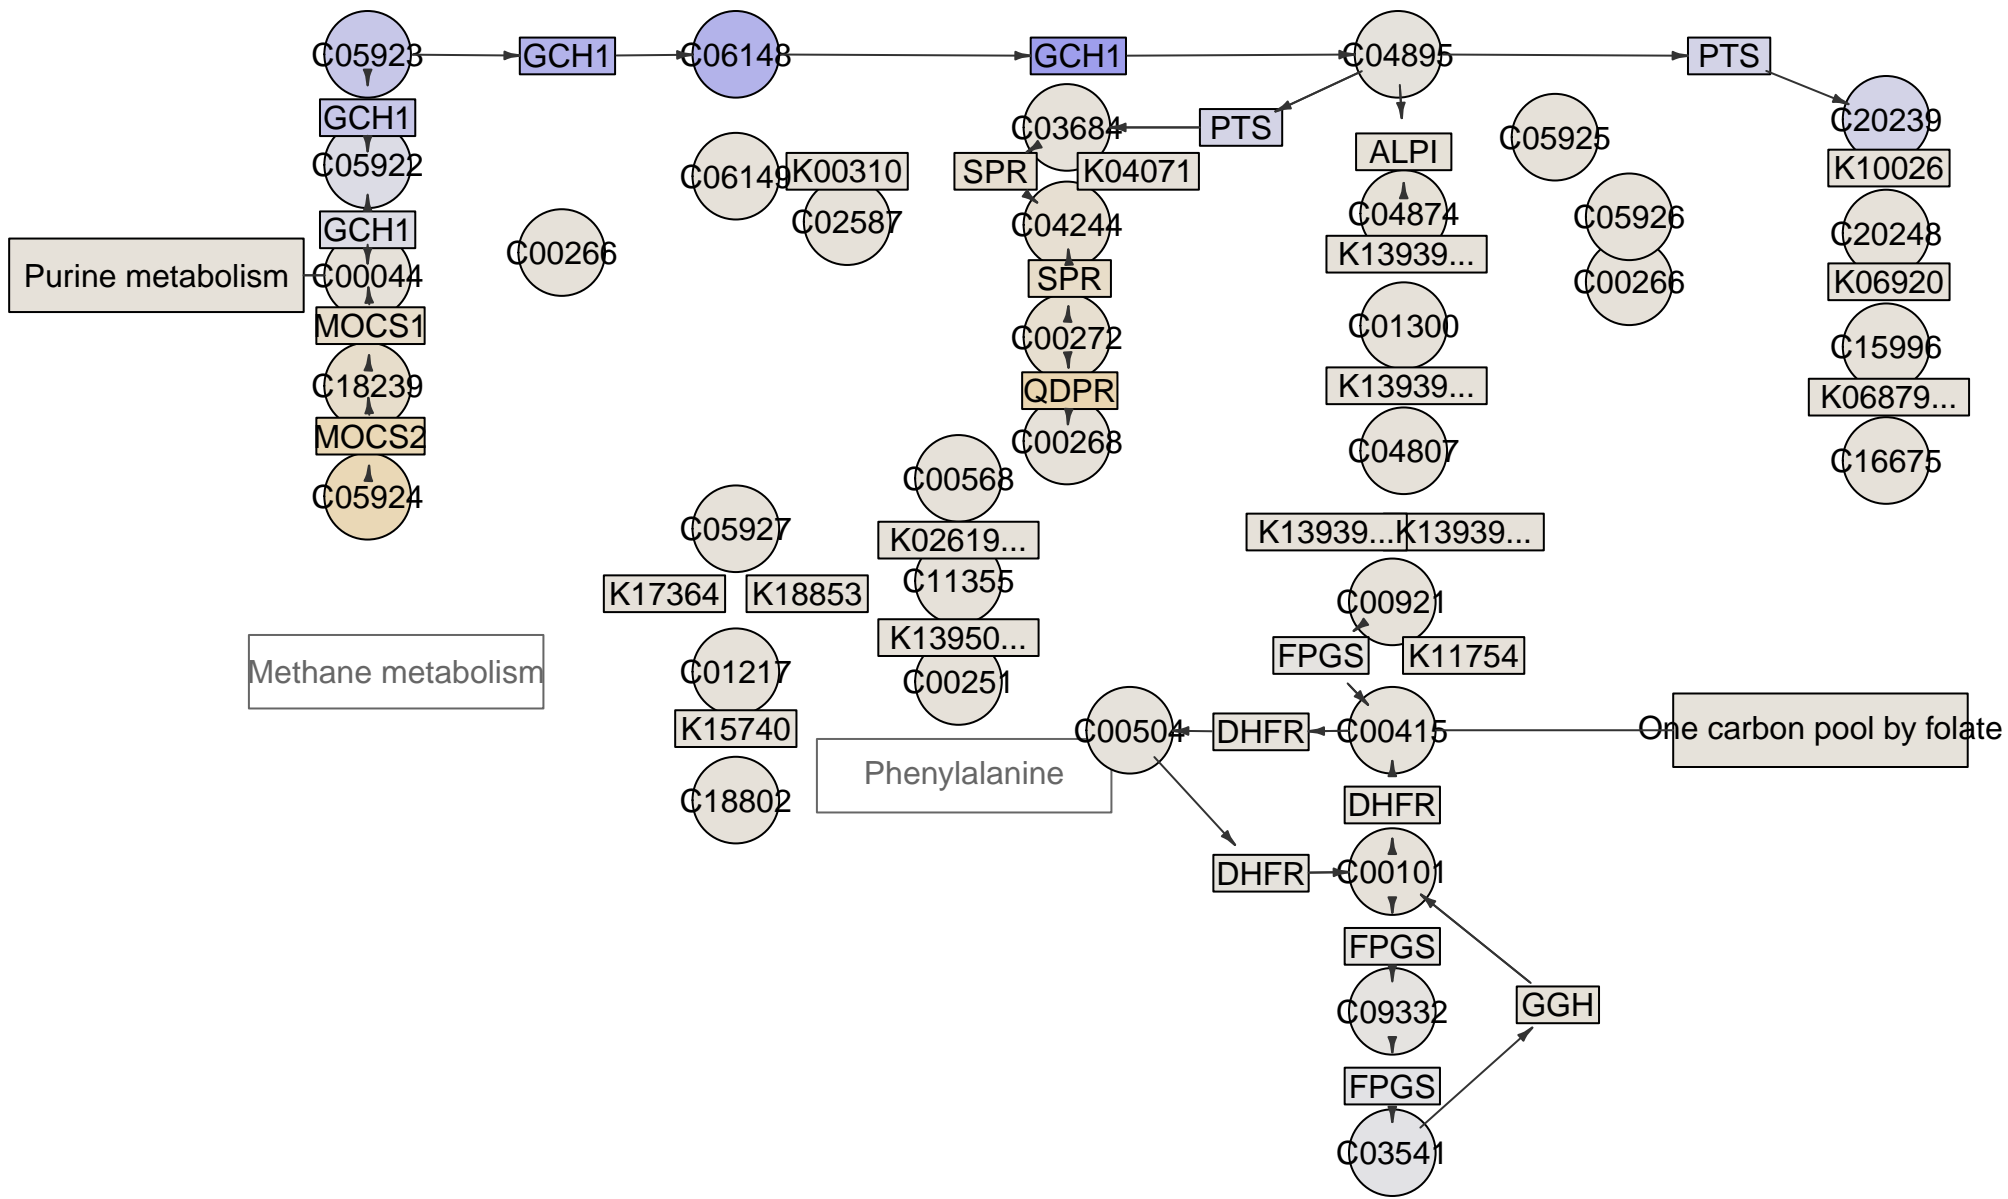 C05923
GCH1
C06148
GCH1
C04895
PTS
GCH1
C03684
PTS
C05925
C20239
C05922
C06149
K00310
SPR
K04071
ALPI
K10026
GCH1
C00266
C02587
C04244
C04874
C05926
C20248
Purine metabolism
C00044
SPR
K13939...
C00266
K06920
MOCS1
C00272
C01300
C15996
C18239
QDPR
K13939...
K06879...
MOCS2
C00268
C04807
C16675
C05924
C00568
C05927
K02619...
K13939...
K13939...
K17364
K18853
C11355
C00921
Methane metabolism
K13950...
FPGS
K11754
C01217
C00251
K15740
C00504
DHFR
C00415
One carbon pool by folate
Phenylalanine
C18802
DHFR
DHFR
C00101
FPGS
C09332
GGH
FPGS
C03541